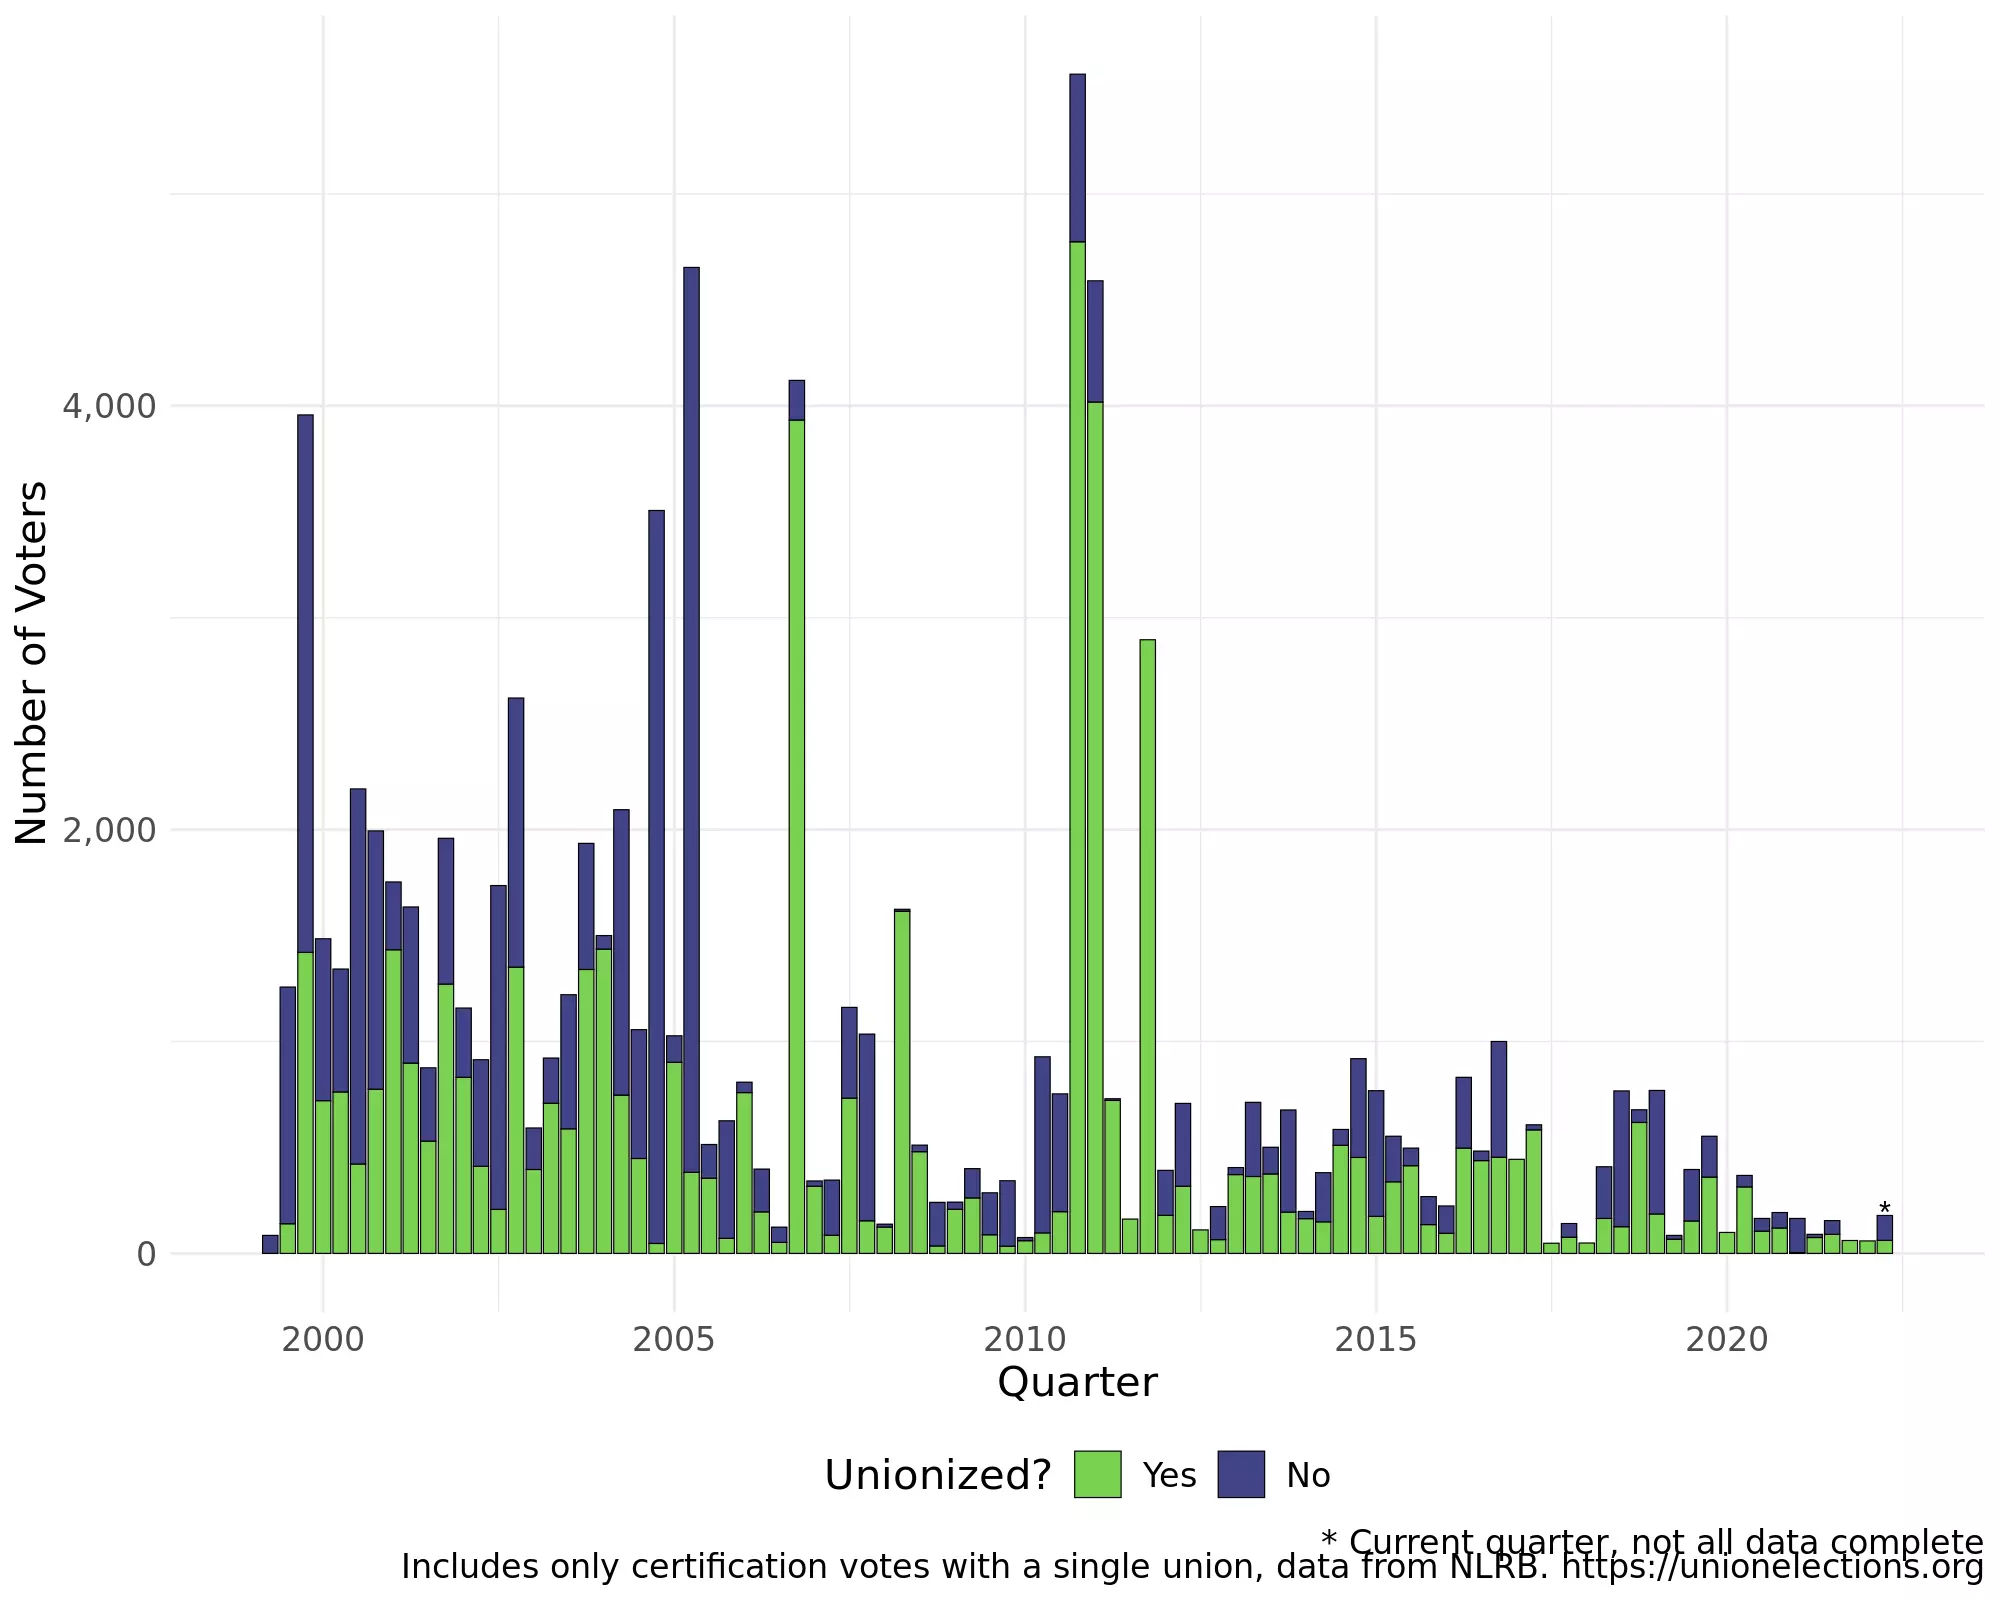 4,000
2,000
0
Number of Voters
*
2000 2005 2010 2015 2020
Quarter
Unionized? Yes No
* Current quarter, not all data complete
Includes only certification votes with a single union, data from NLRB. https://unionelections.org